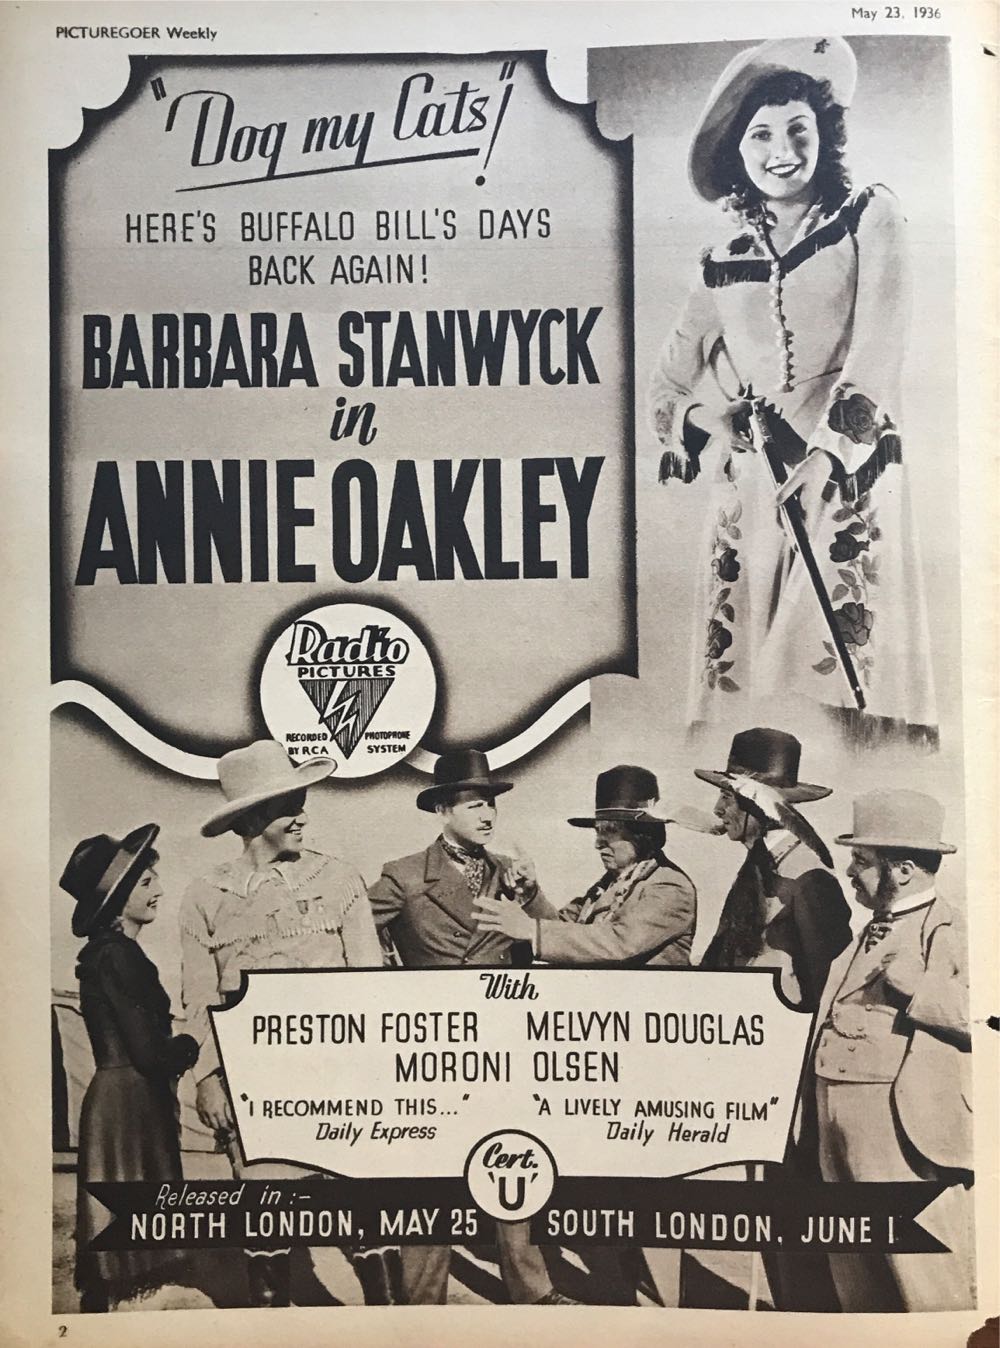 May 23, 1936
PICTUREGOER Weekly
"Dog my Cats!"
HERE'S BUFFALO BILL'S DAYS
BACK AGAIN!
BARBARA STANWYCK
in
ANNIE OAKLEY
Radio
PICTURES
RECORDED PHOTOPHONE
BY RCA SYSTEM
With
PRESTON FOSTER MELVYN DOUGLAS
MORONI OLSEN
"I RECOMMEND THIS..." "A LIVELY AMUSING FILM"
Daily Express Daily Herald
Cert.
'U'
Released in :-
NORTH LONDON, MAY 25 SOUTH LONDON, JUNE 1
2